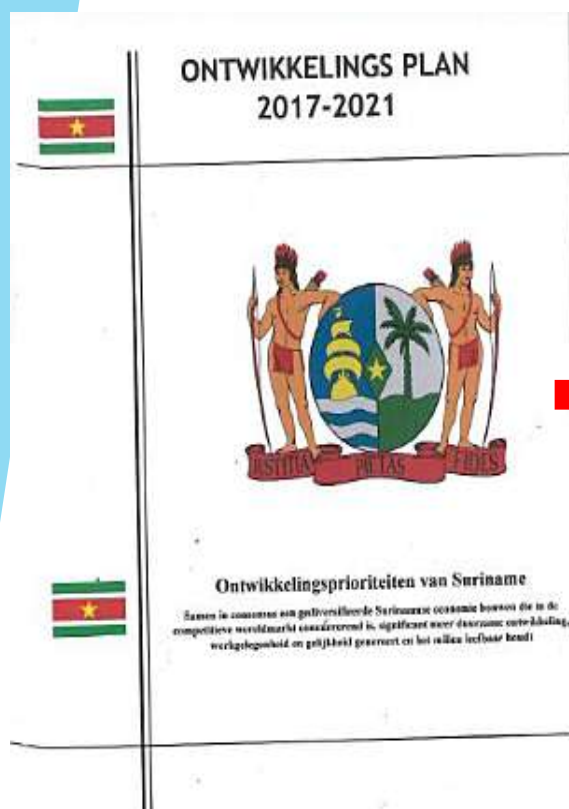 ONTWIKKELINGS PLAN
2017-2021
JUSTITIA PIETAS FIDES
Ontwikkelingsprioriteiten van Suriname
Samen in consensus een gediversifieerde Surinaamse economie bouwen die in de
competitieve wereldmarkt concurrerend is, significant meer duurzame ontwikkeling,
werkgelegenheid en gelijkheid genereert en het milieu leefbaar houdt